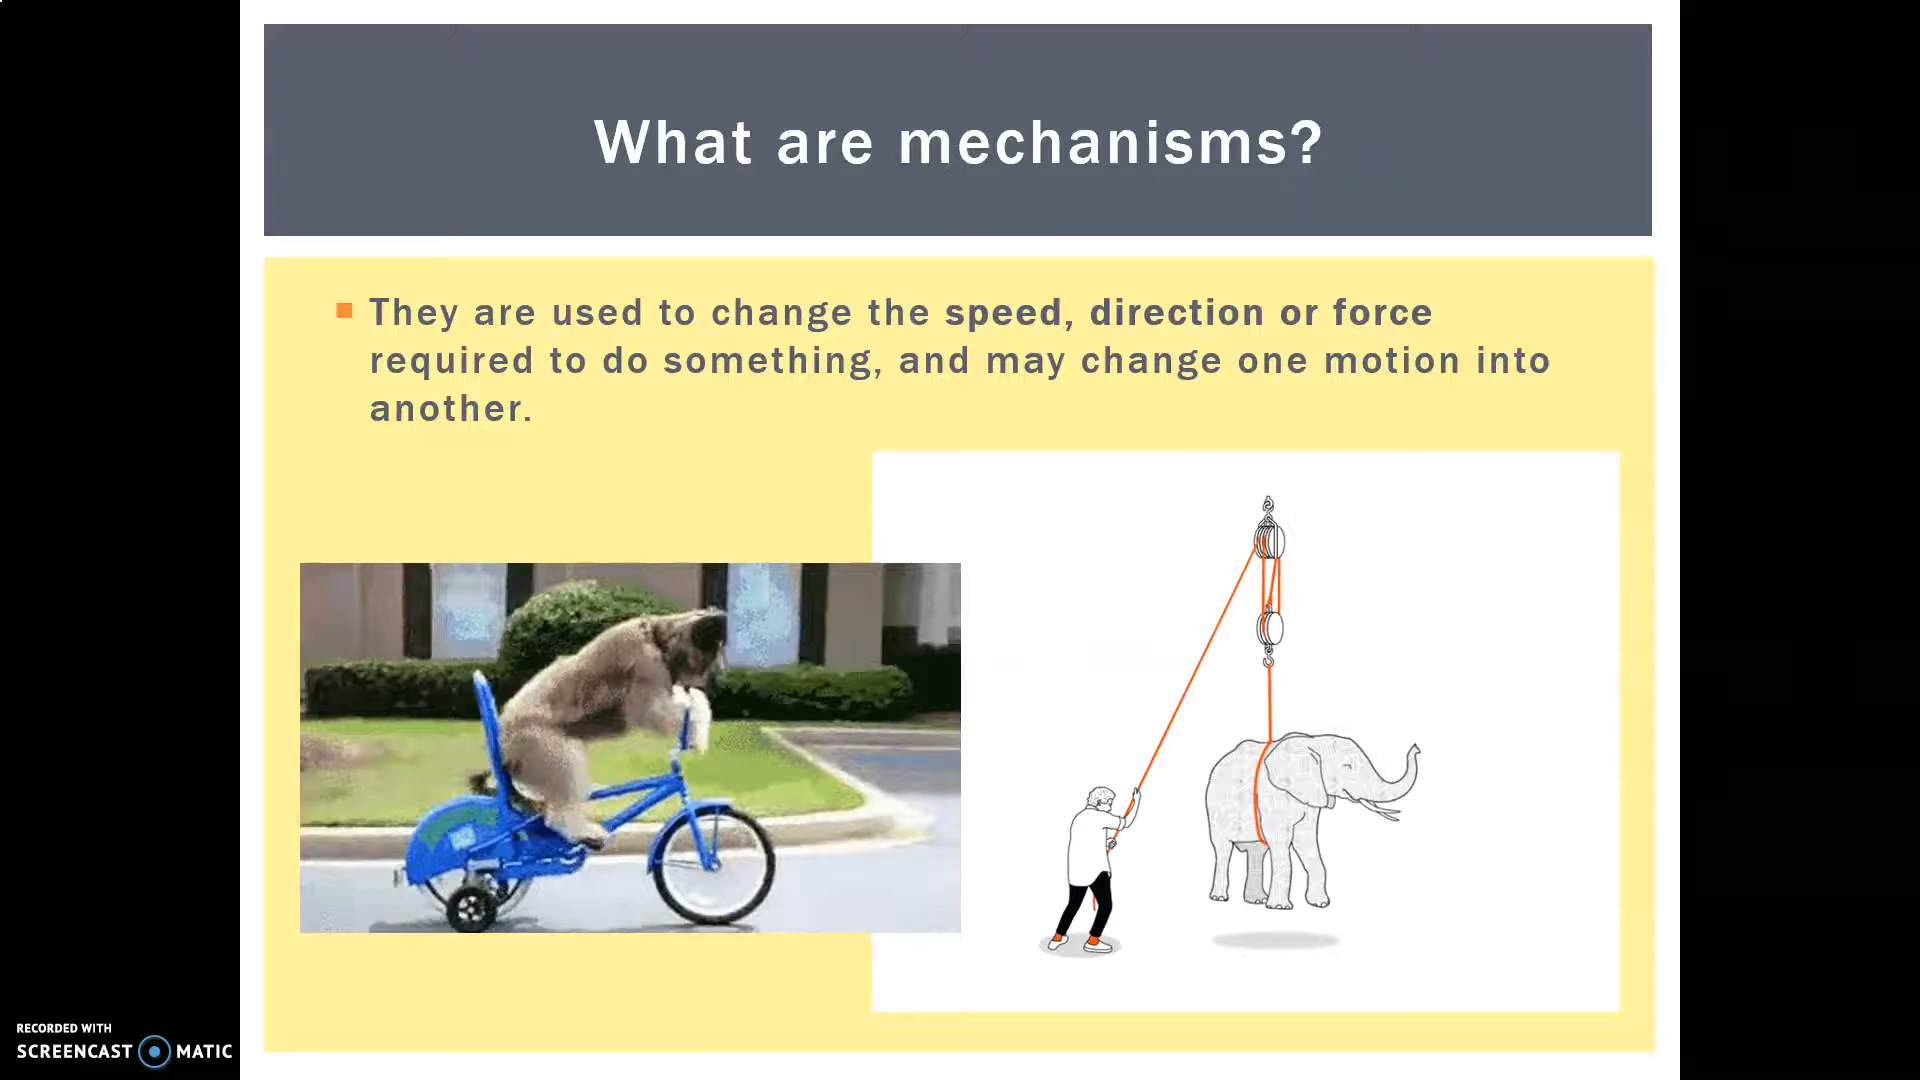 What are mechanisms?
They are used to change the speed, direction or force
required to do something, and may change one motion into
another.
RECORDED WITH
SCREENCAST MATIC